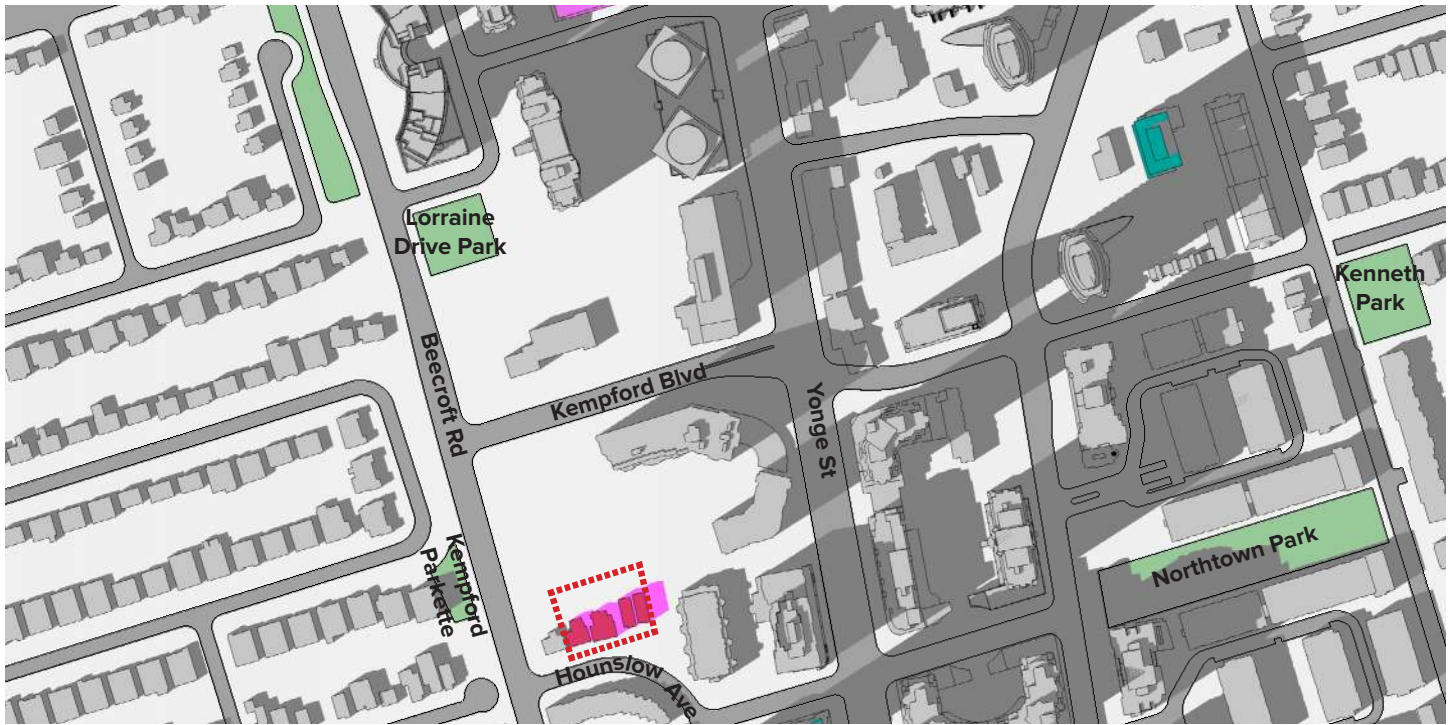 Lorraine
Drive Park
Kenneth
Park
Beecroft Rd
Kempford Blvd
Yonge St
Kempford
Parkette
Northtown Park
Hounslow Ave